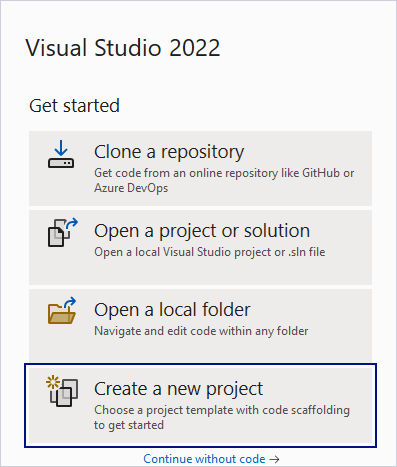 Visual Studio 2022
Get started
Clone a repository
Get code from an online repository like GitHub or
Azure DevOps
Open a project or solution
Open a local Visual Studio project or .sln file
Open a local folder
Navigate and edit code within any folder
Create a new project
Choose a project template with code scaffolding
to get started
Continue without code →